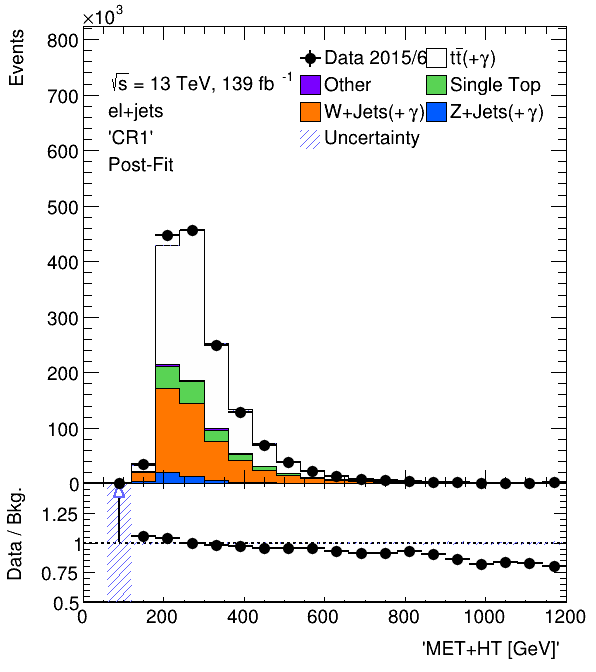 ×10³
Events
800
700
600
500
400
300
200
100
0
√s = 13 TeV, 139 fb⁻¹
el+jets
'CR1'
Post-Fit
Data 2015/6
tt̄(+γ)
Other
Single Top
W+Jets(+γ)
Z+Jets(+γ)
Uncertainty
Data / Bkg.
1.25
1
0.75
0.5
0 200 400 600 800 1000 1200
'MET+HT [GeV]'